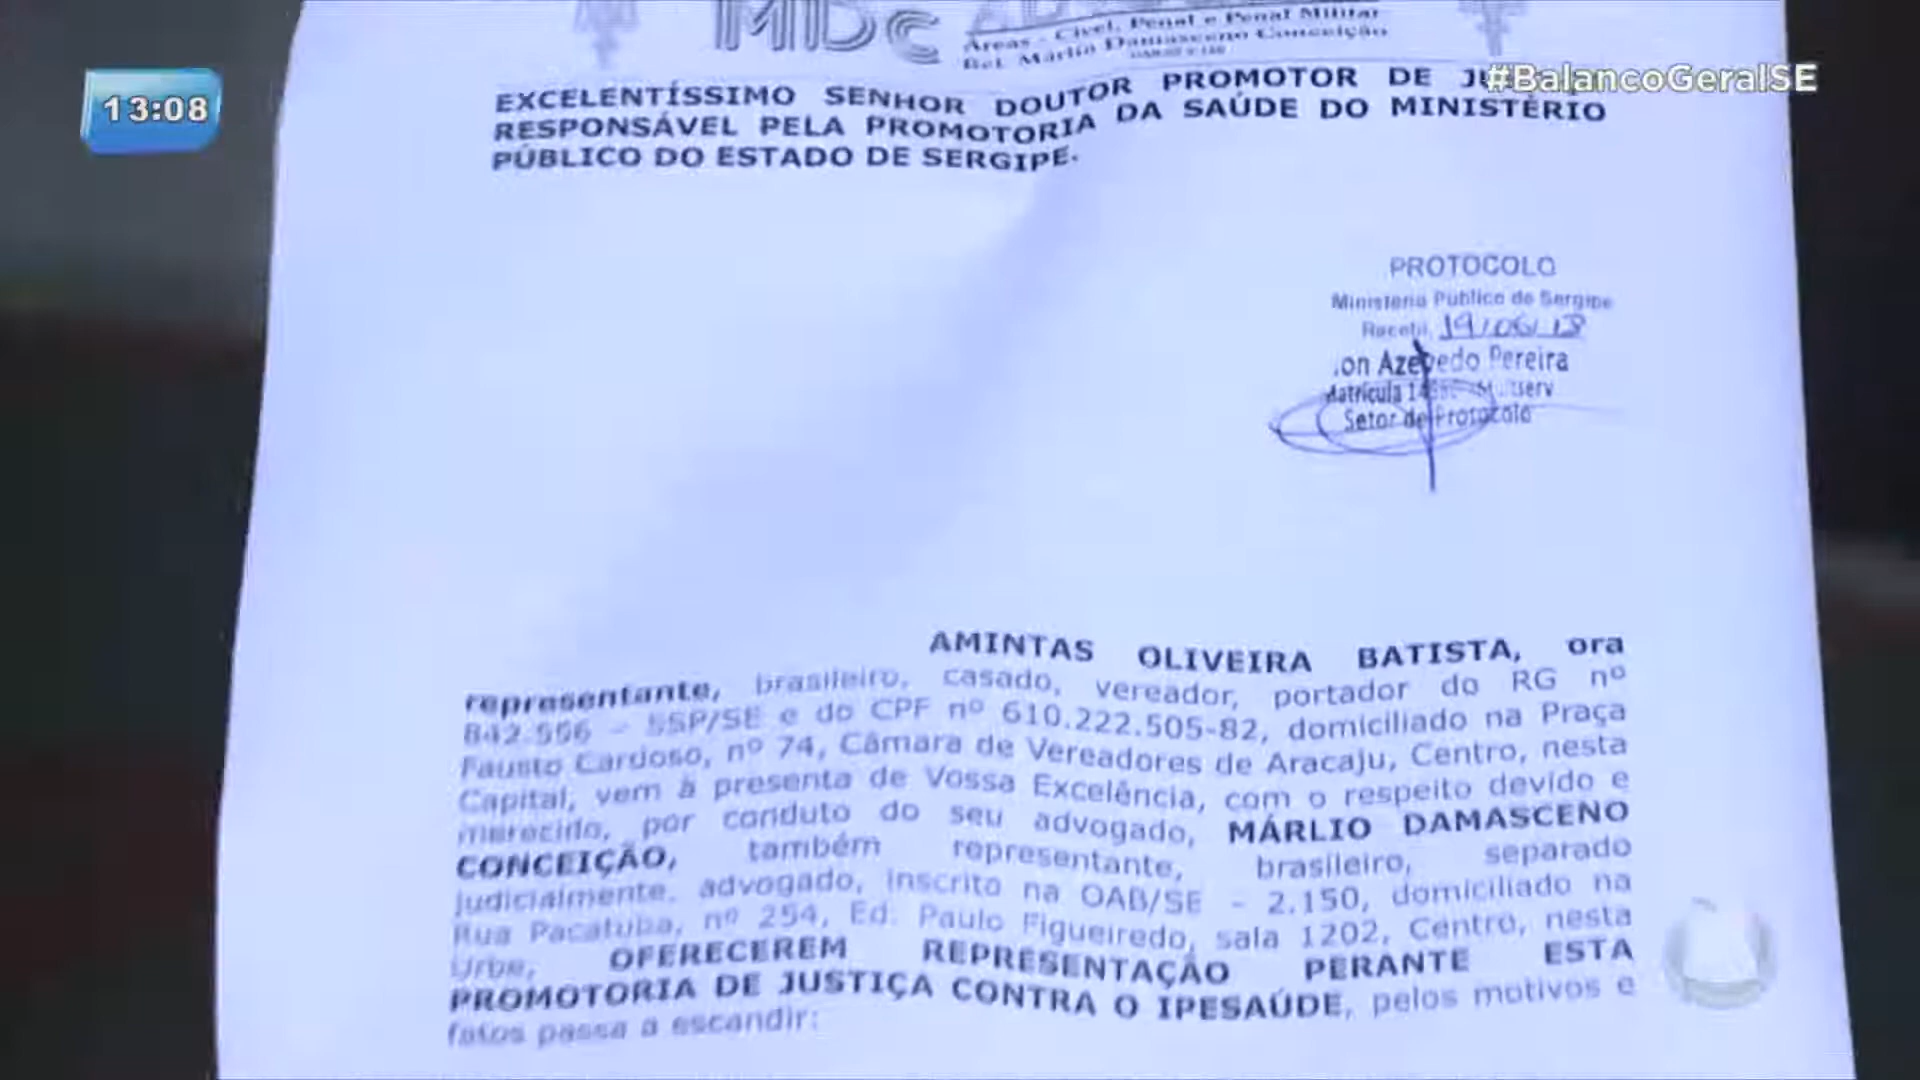 MDC
Áreas - Cível, Penal e Penal Militar
Bel. Márlio Damasceno Conceição
#BalancoGeralSE
13:08
EXCELENTÍSSIMO SENHOR DOUTOR PROMOTOR DE
RESPONSÁVEL PELA PROMOTORIA DA SAÚDE DO MINISTÉRIO
PÚBLICO DO ESTADO DE SERGIPE.
PROTOCOLO
Ministério Público de Sergipe
19/06/18
on Azevedo Pereira
Setor de Protocolo
AMINTAS OLIVEIRA BATISTA, ora
representante, brasileiro, casado, vereador, portador do RG nº
842.556 - SSP/SE e do CPF nº 610.222.505-82, domiciliado na Praça
Fausto Cardoso, nº 74, Câmara de Vereadores de Aracaju, Centro, nesta
Capital, vem à presenta de Vossa Excelência, com o respeito devido e
merecido, por conduto do seu advogado, MÁRLIO DAMASCENO
CONCEIÇÃO, também representante, brasileiro, separado
judicialmente, advogado, inscrito na OAB/SE - 2.150, domiciliado na
Rua Pacatuba, nº 254, Ed. Paulo Figueiredo, sala 1202, Centro, nesta
Urbe, OFERECEREM REPRESENTAÇÃO PERANTE ESTA
PROMOTORIA DE JUSTIÇA CONTRA O IPESAÚDE, pelos motivos e
fatos passa a escandir: